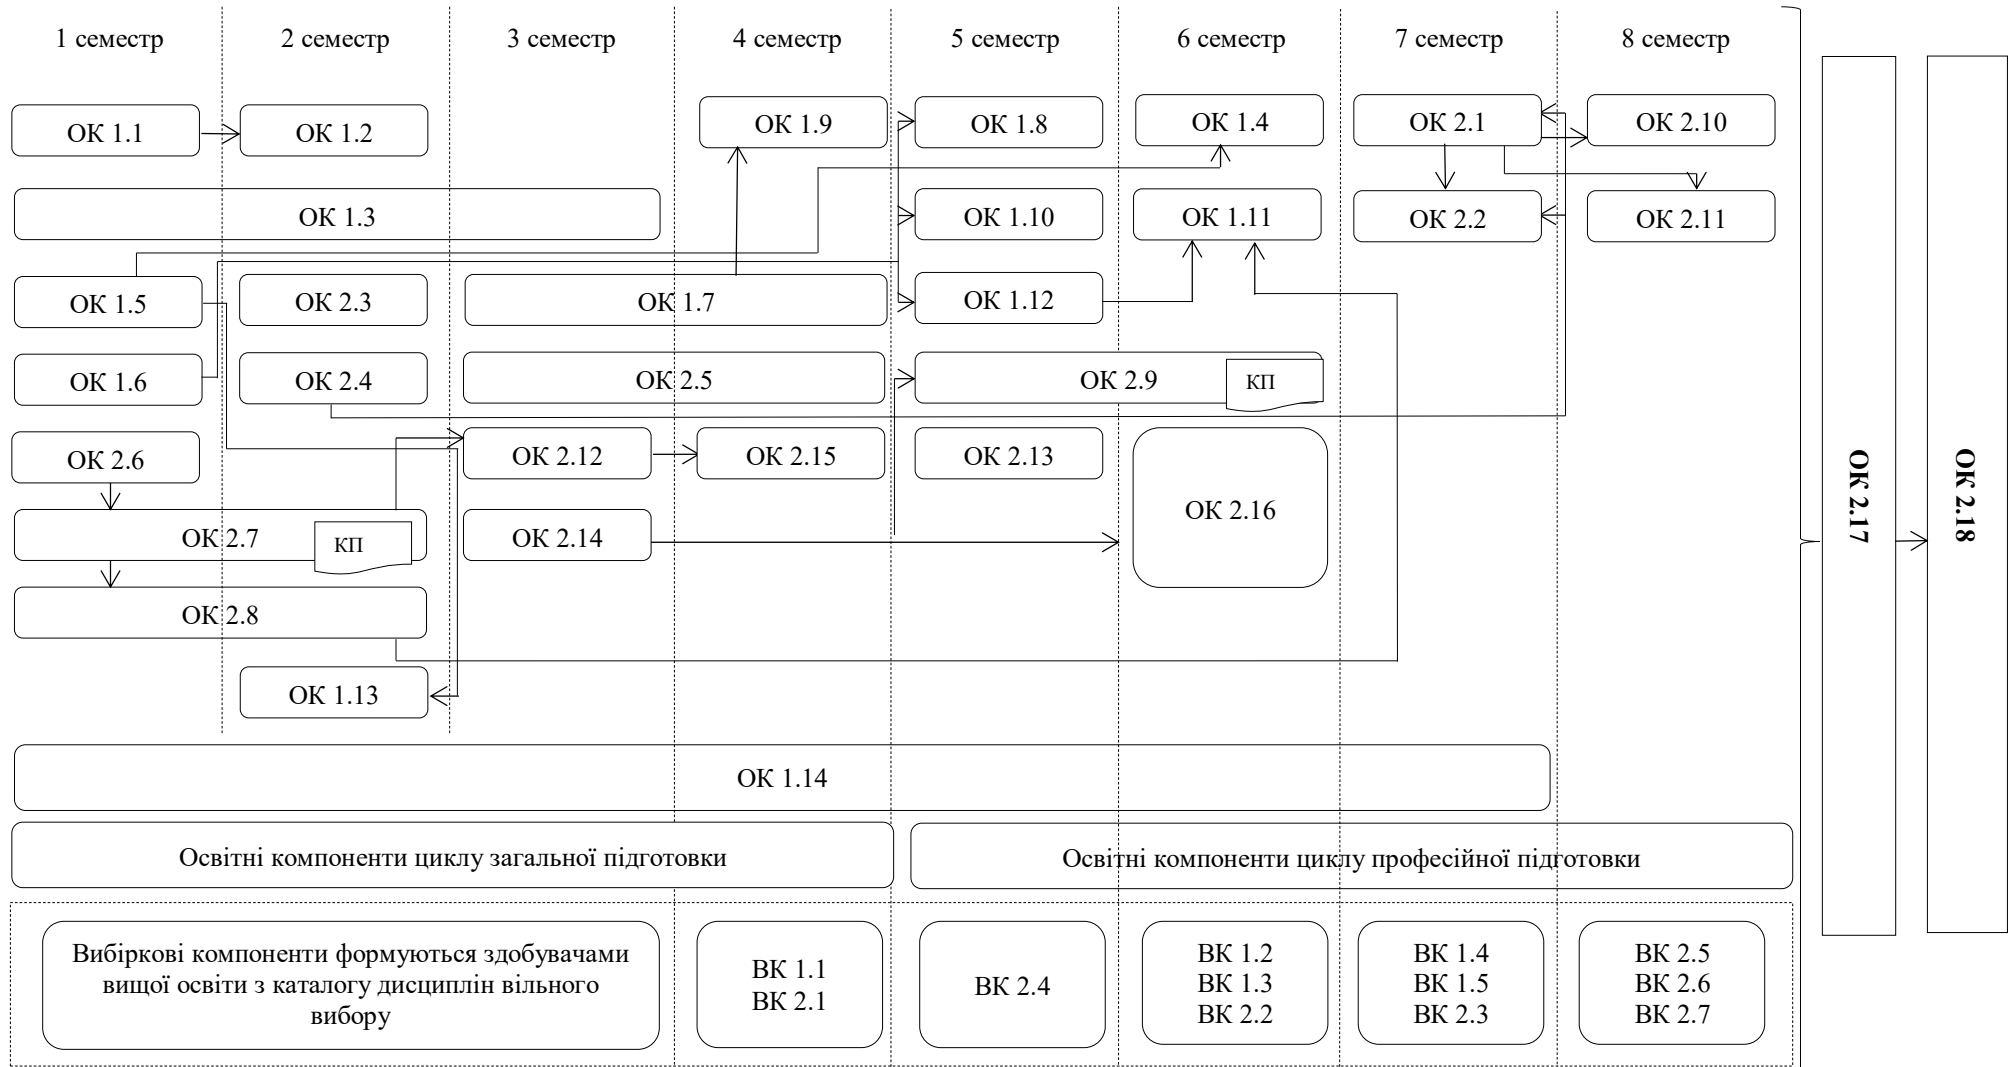 1 семестр
2 семестр
3 семестр
4 семестр
5 семестр
6 семестр
7 семестр
8 семестр
ОК 1.1
ОК 1.2
ОК 1.9
ОК 1.8
ОК 1.4
ОК 2.1
ОК 2.10
ОК 1.3
ОК 1.10
ОК 1.11
ОК 2.2
ОК 2.11
ОК 1.5
ОК 2.3
ОК 1.7
ОК 1.12
ОК 1.6
ОК 2.4
ОК 2.5
ОК 2.9
КП
ОК 2.6
ОК 2.12
ОК 2.15
ОК 2.13
ОК 2.16
ОК 2.7
КП
ОК 2.14
ОК 2.8
ОК 1.13
ОК 1.14
ОК 2.17
ОК 2.18
Освітні компоненти циклу загальної підготовки
Освітні компоненти циклу професійної підготовки
Вибіркові компоненти формуються здобувачами
вищої освіти з каталогу дисциплін вільного
вибору
ВК 1.1
ВК 2.1
ВК 2.4
ВК 1.2
ВК 1.3
ВК 2.2
ВК 1.4
ВК 1.5
ВК 2.3
ВК 2.5
ВК 2.6
ВК 2.7